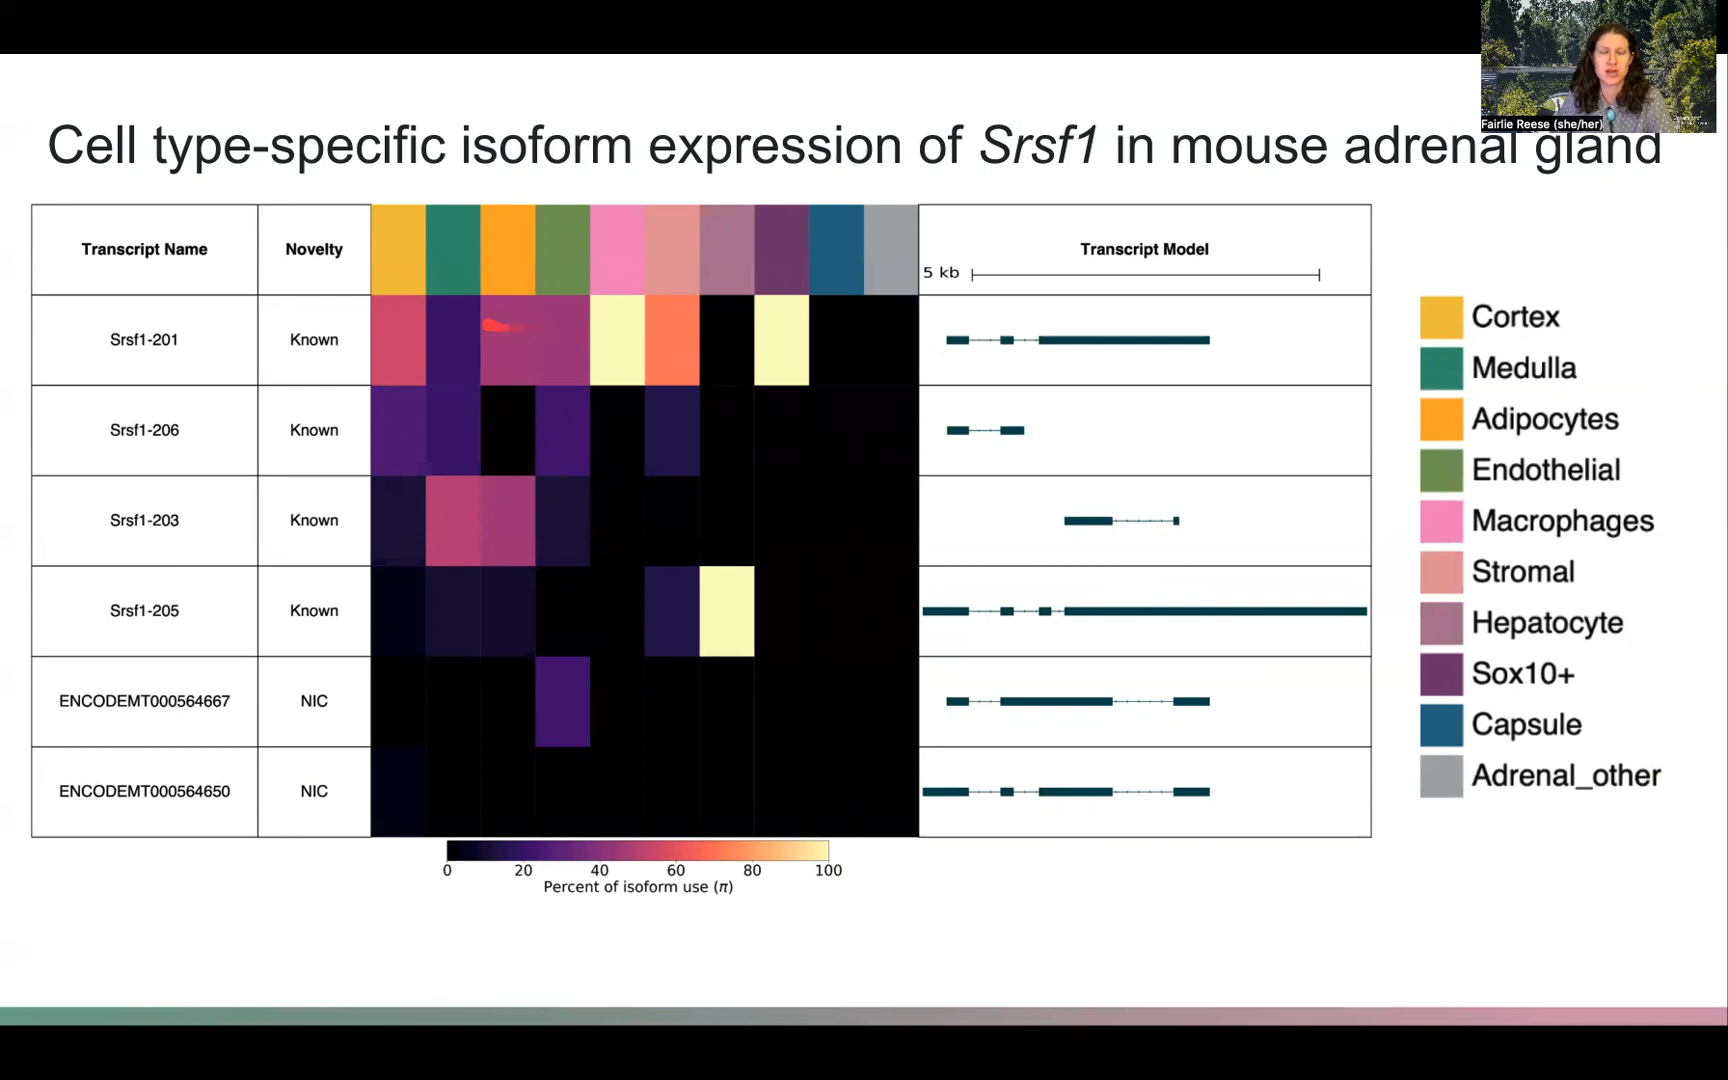 Fairlie Reese (she/her)
Cell type-specific isoform expression of Srsf1 in mouse adrenal gland
Transcript Name
Novelty
Transcript Model
5 kb
Srsf1-201
Known
Srsf1-206
Known
Srsf1-203
Known
Srsf1-205
Known
ENCODEMT000564667
NIC
ENCODEMT000564650
NIC
0 20 40 60 80 100
Percent of isoform use (π)
Cortex
Medulla
Adipocytes
Endothelial
Macrophages
Stromal
Hepatocyte
Sox10+
Capsule
Adrenal_other